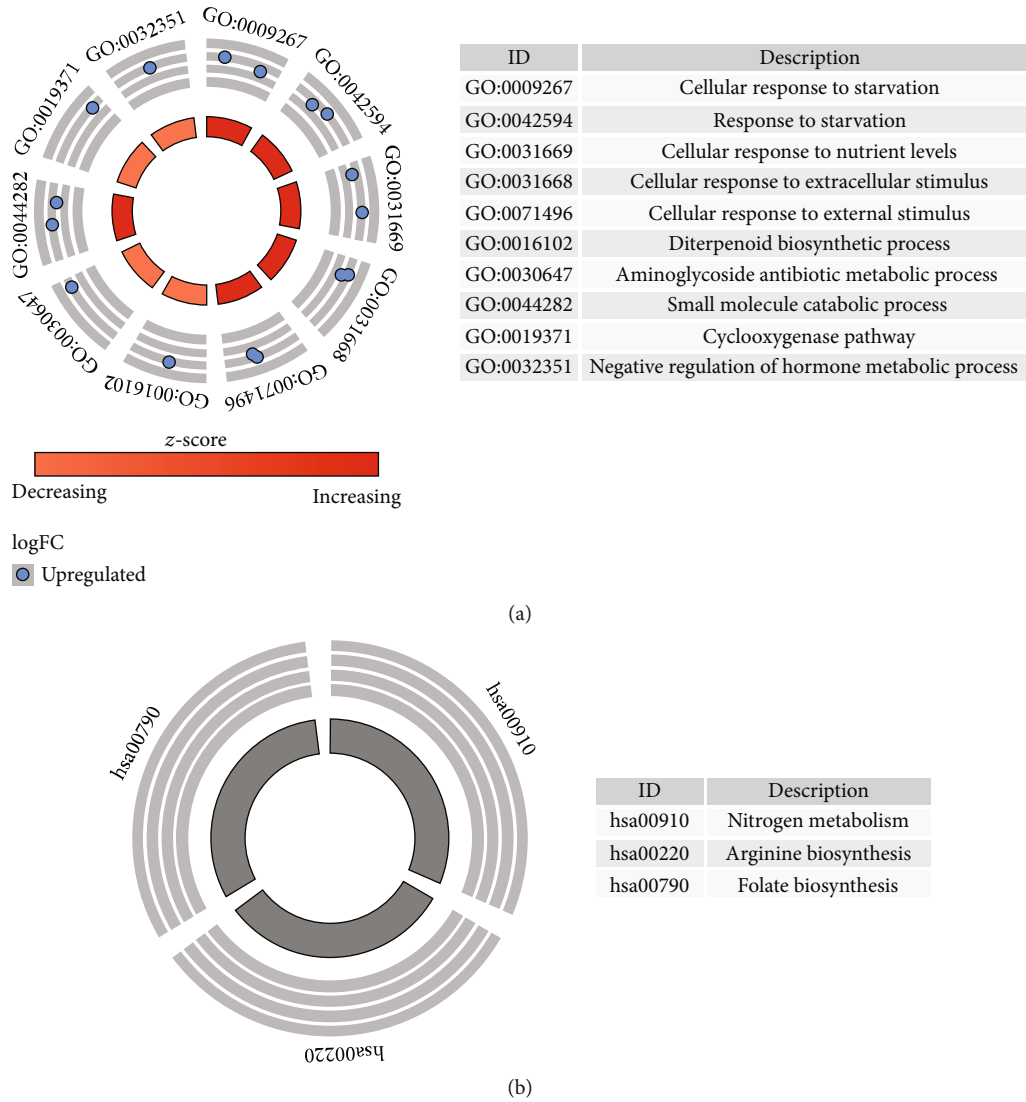 GO:0009267
GO:0042594
GO:0031669
GO:0031668
GO:0071496
GO:0016102
GO:0030647
GO:0044282
GO:0019371
GO:0032351
ID Description
GO:0009267 Cellular response to starvation
GO:0042594 Response to starvation
GO:0031669 Cellular response to nutrient levels
GO:0031668 Cellular response to extracellular stimulus
GO:0071496 Cellular response to external stimulus
GO:0016102 Diterpenoid biosynthetic process
GO:0030647 Aminoglycoside antibiotic metabolic process
GO:0044282 Small molecule catabolic process
GO:0019371 Cyclooxygenase pathway
GO:0032351 Negative regulation of hormone metabolic process
z-score
Decreasing Increasing
logFC
Upregulated
(a)
hsa00910
hsa00220
hsa00790
ID Description
hsa00910 Nitrogen metabolism
hsa00220 Arginine biosynthesis
hsa00790 Folate biosynthesis
(b)